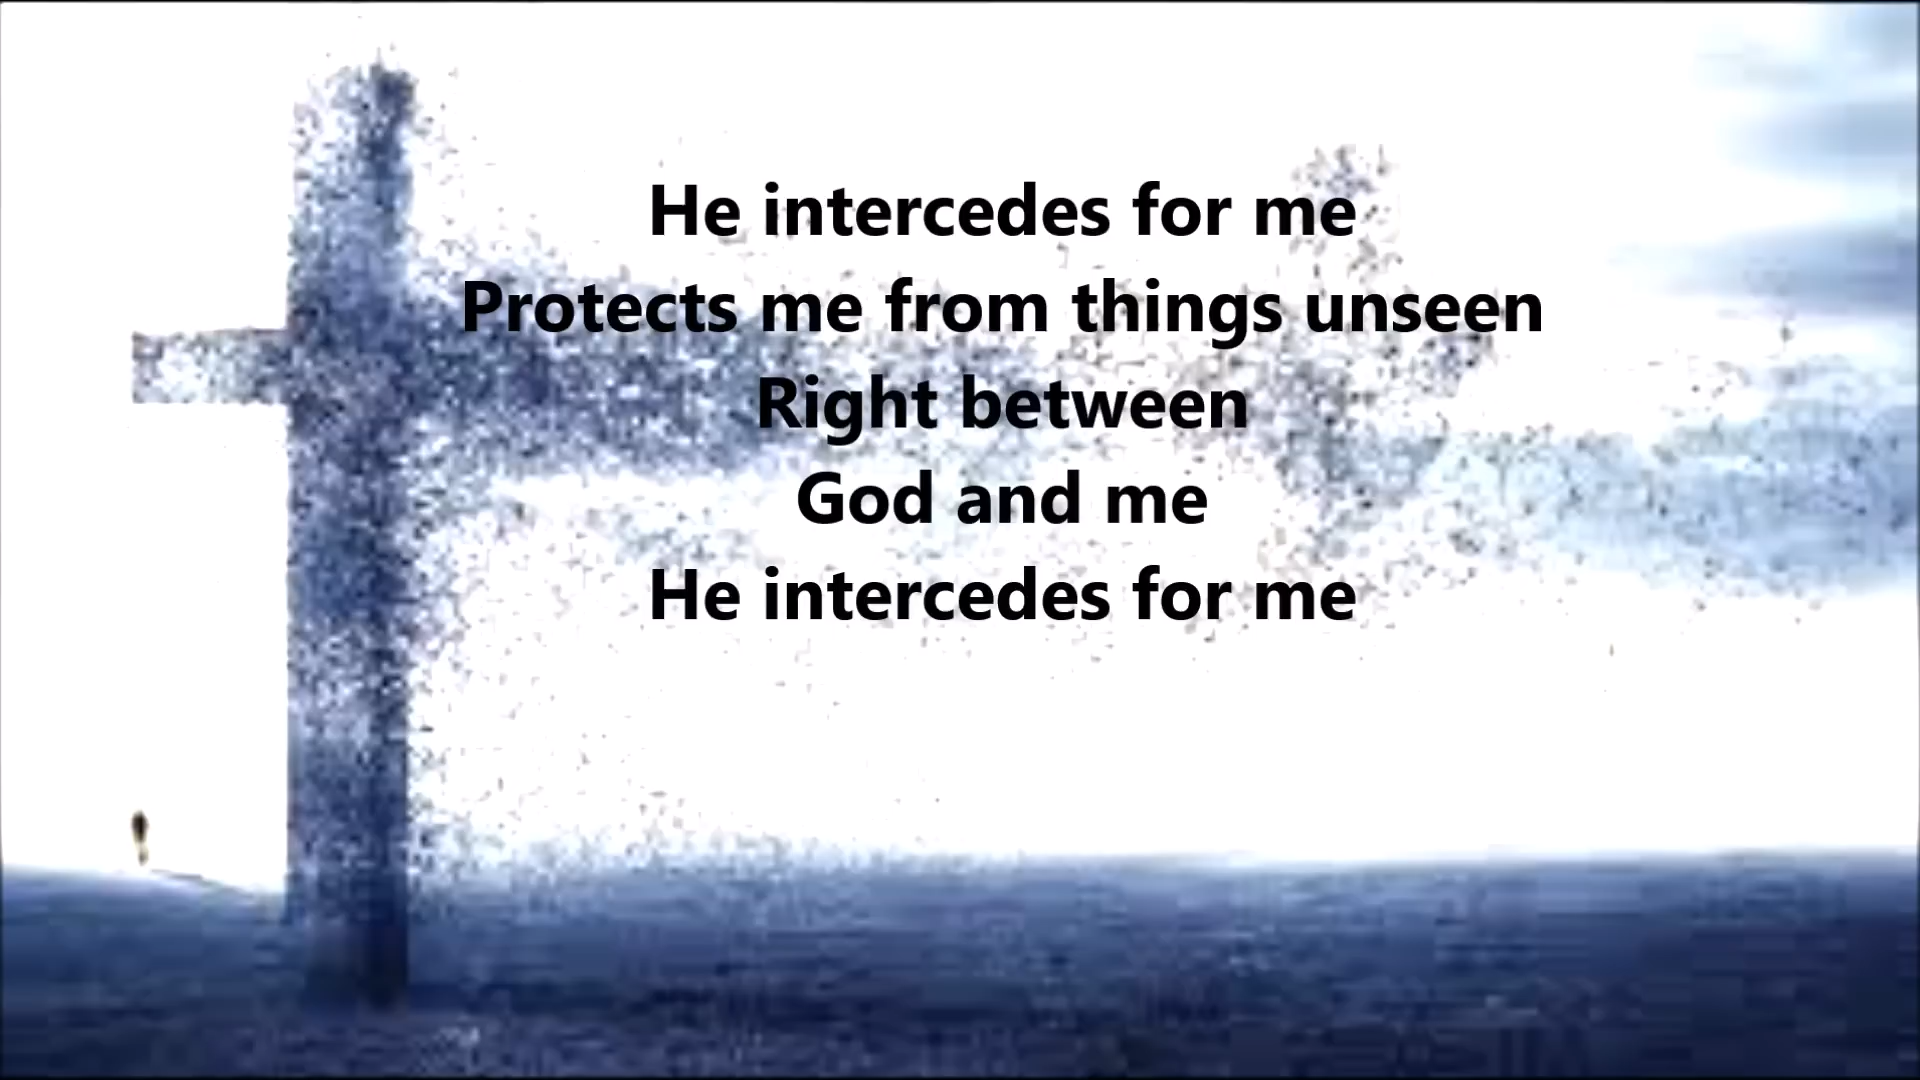 He intercedes for me
Protects me from things unseen
Right between
God and me
He intercedes for me